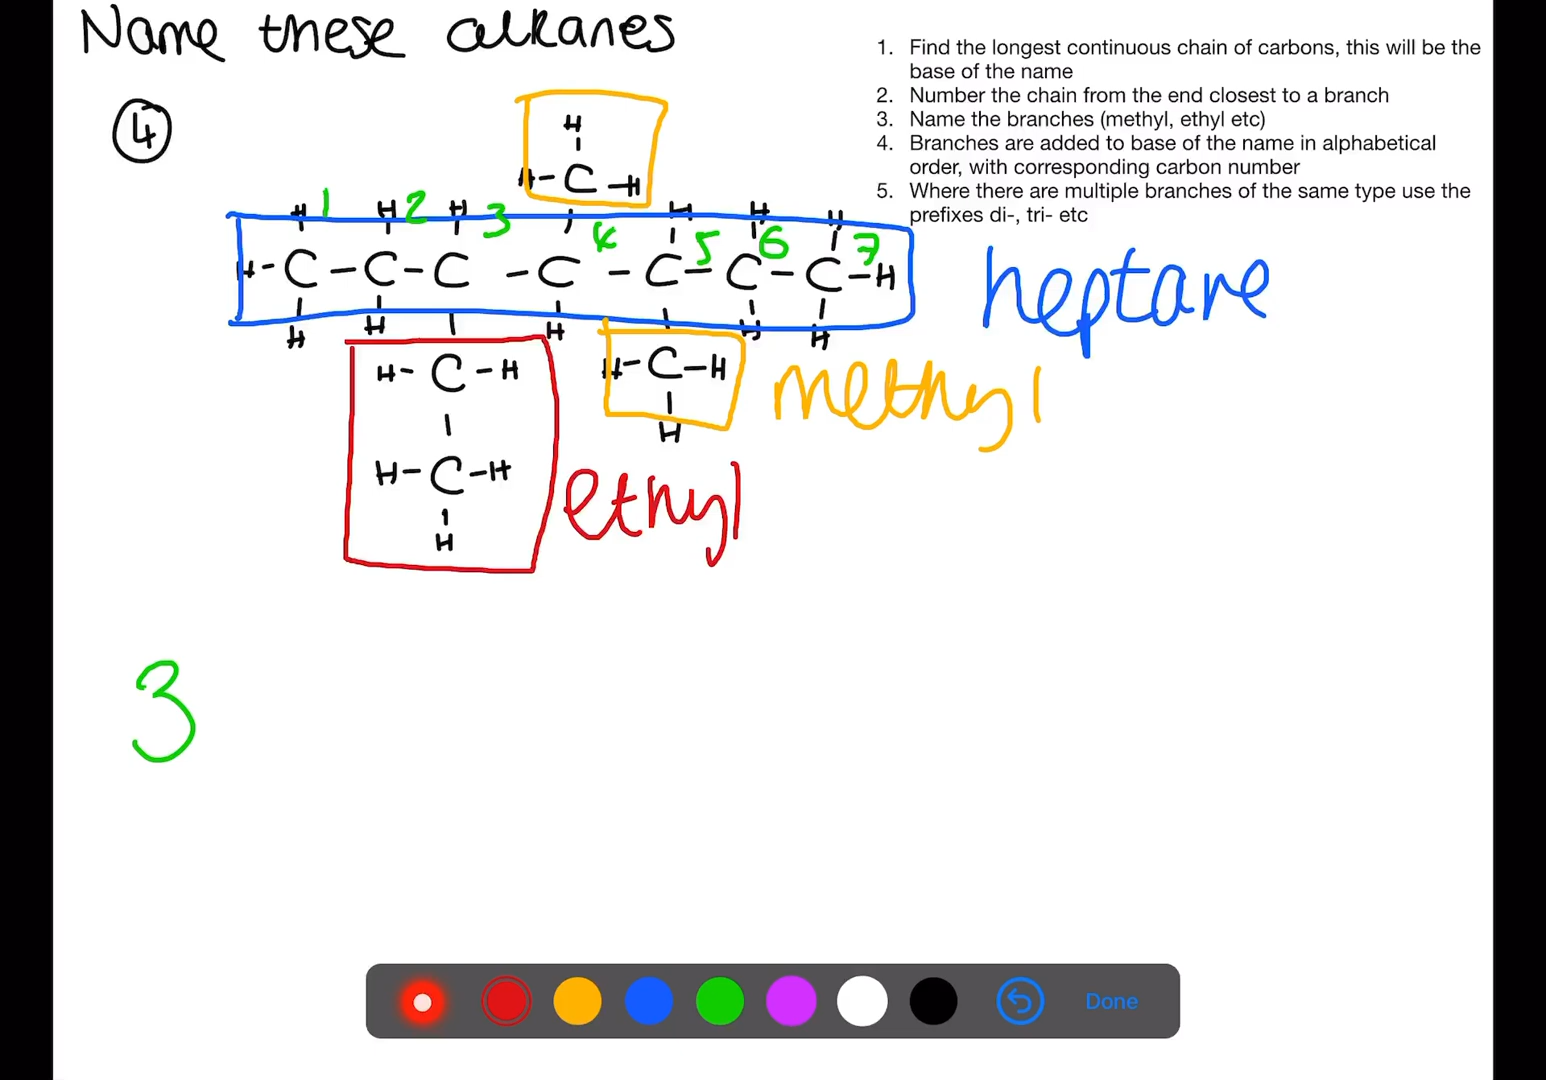 Name these alkanes
1. Find the longest continuous chain of carbons, this will be the
base of the name
2. Number the chain from the end closest to a branch
3. Name the branches (methyl, ethyl etc)
4. Branches are added to base of the name in alphabetical
order, with corresponding carbon number
5. Where there are multiple branches of the same type use the
prefixes di-, tri- etc
4
H
H-C-H
H 1 H 2 H 3 4 H 5 H 6 H 7
H-C-C-C-C-C-C-C-H
heptane
H H H H H
H-C-H H-C-H
methyl
H
H-C-H
ethyl
H
3
Done